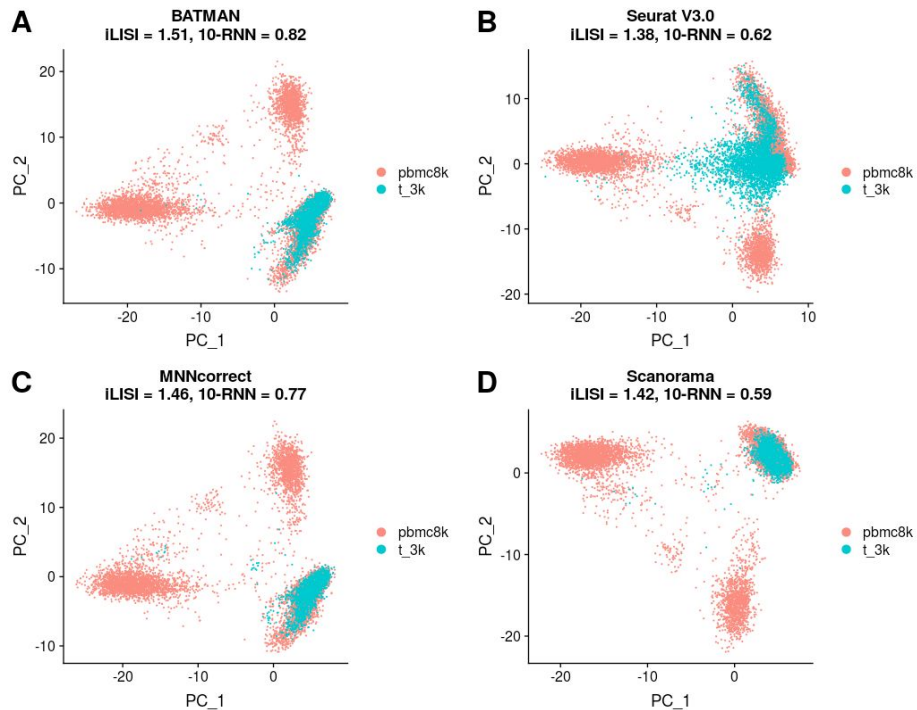 A
BATMAN
iLISI = 1.51, 10-RNN = 0.82
20
10
0
-10
PC_2
-20
-10
0
PC_1
pbmc8k
t_3k
B
Seurat V3.0
iLISI = 1.38, 10-RNN = 0.62
10
0
-10
-20
PC_2
-20
-10
0
10
PC_1
pbmc8k
t_3k
C
MNNcorrect
iLISI = 1.46, 10-RNN = 0.77
20
10
0
-10
PC_2
-20
-10
0
PC_1
pbmc8k
t_3k
D
Scanorama
iLISI = 1.42, 10-RNN = 0.59
0
-10
-20
PC_2
-20
-10
0
PC_1
pbmc8k
t_3k